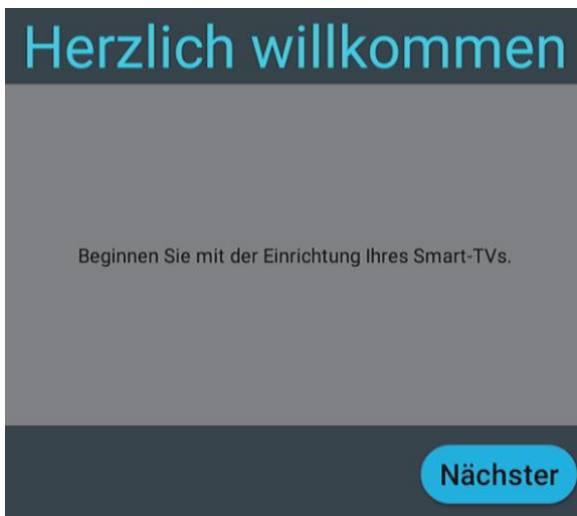 Herzlich willkommen
Beginnen Sie mit der Einrichtung Ihres Smart-TVs.
Nächster